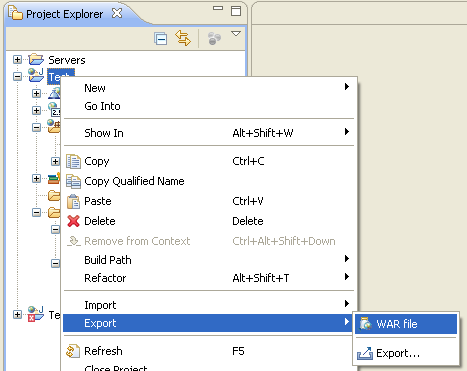 Project Explorer
Servers
Tech
New
Go Into
Show In Alt+Shift+W
Copy Ctrl+C
Copy Qualified Name
Paste Ctrl+V
Delete Delete
Remove from Context Ctrl+Alt+Shift+Down
Build Path
Refactor Alt+Shift+T
Import
Export
WAR file
Export...
Refresh F5
Close Project